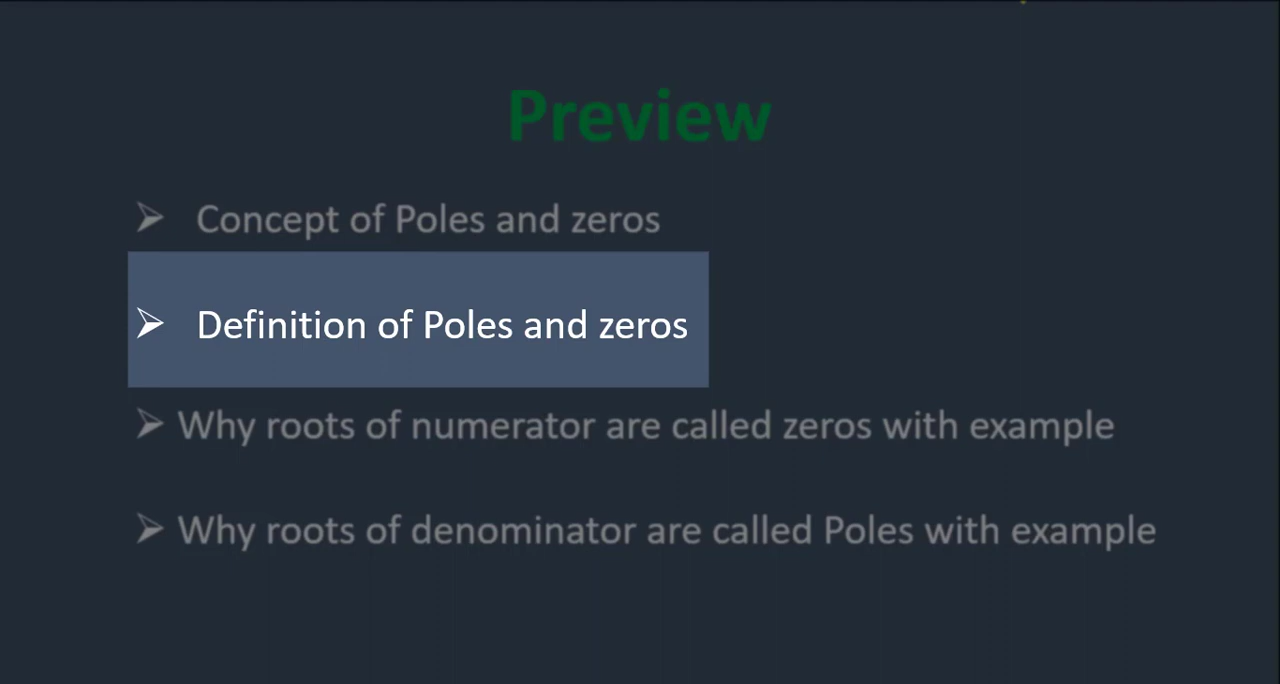 Preview
➢ Concept of Poles and zeros
➢ Definition of Poles and zeros
➢ Why roots of numerator are called zeros with example
➢ Why roots of denominator are called Poles with example